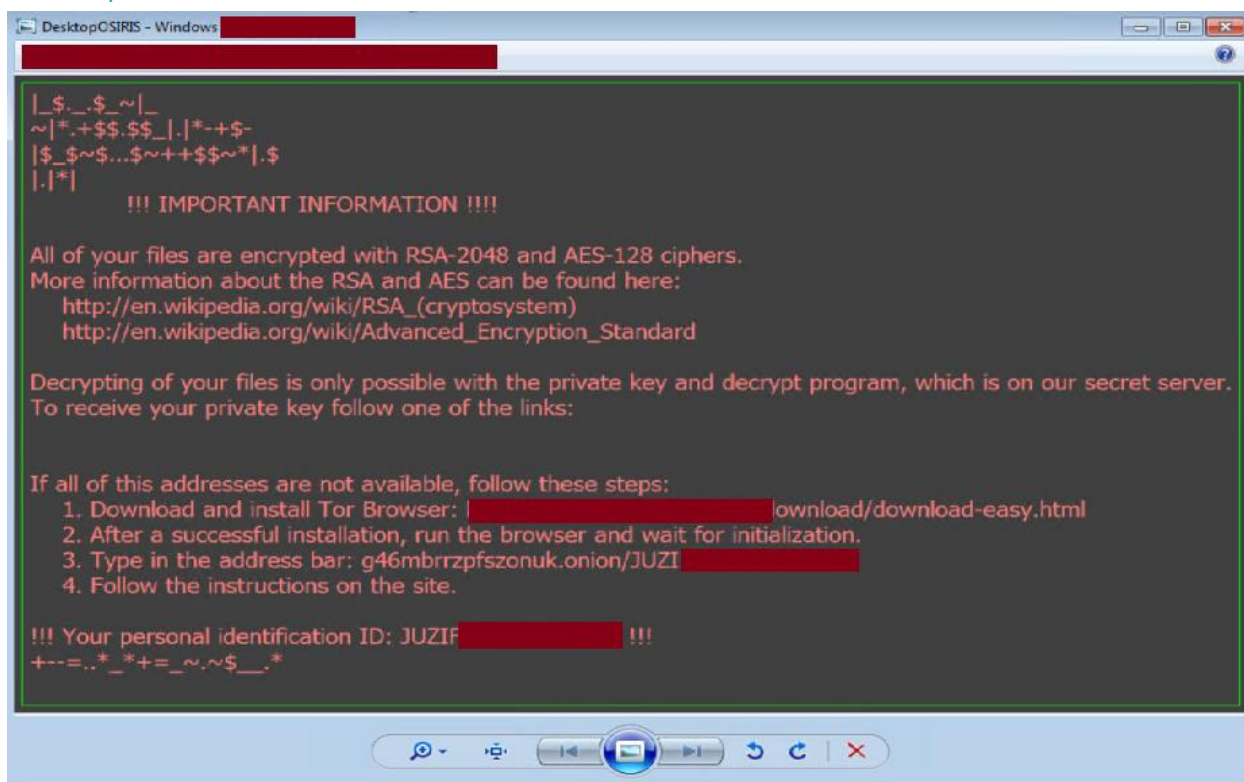 DesktopOSIRIS - Windows
|_$._.$_~|_
~|*.+$$.$$_|.|*-+$-
|$_$~$...$~++$$~*|.$
|.|*|
!!! IMPORTANT INFORMATION !!!!
All of your files are encrypted with RSA-2048 and AES-128 ciphers.
More information about the RSA and AES can be found here:
http://en.wikipedia.org/wiki/RSA_(cryptosystem)
http://en.wikipedia.org/wiki/Advanced_Encryption_Standard
Decrypting of your files is only possible with the private key and decrypt program, which is on our secret server.
To receive your private key follow one of the links:
If all of this addresses are not available, follow these steps:
1. Download and install Tor Browser: ownload/download-easy.html
2. After a successful installation, run the browser and wait for initialization.
3. Type in the address bar: g46mbrrzpfszonuk.onion/JUZI
4. Follow the instructions on the site.
!!! Your personal identification ID: JUZIF !!!
+--=..*_*+=_~.~$__.*